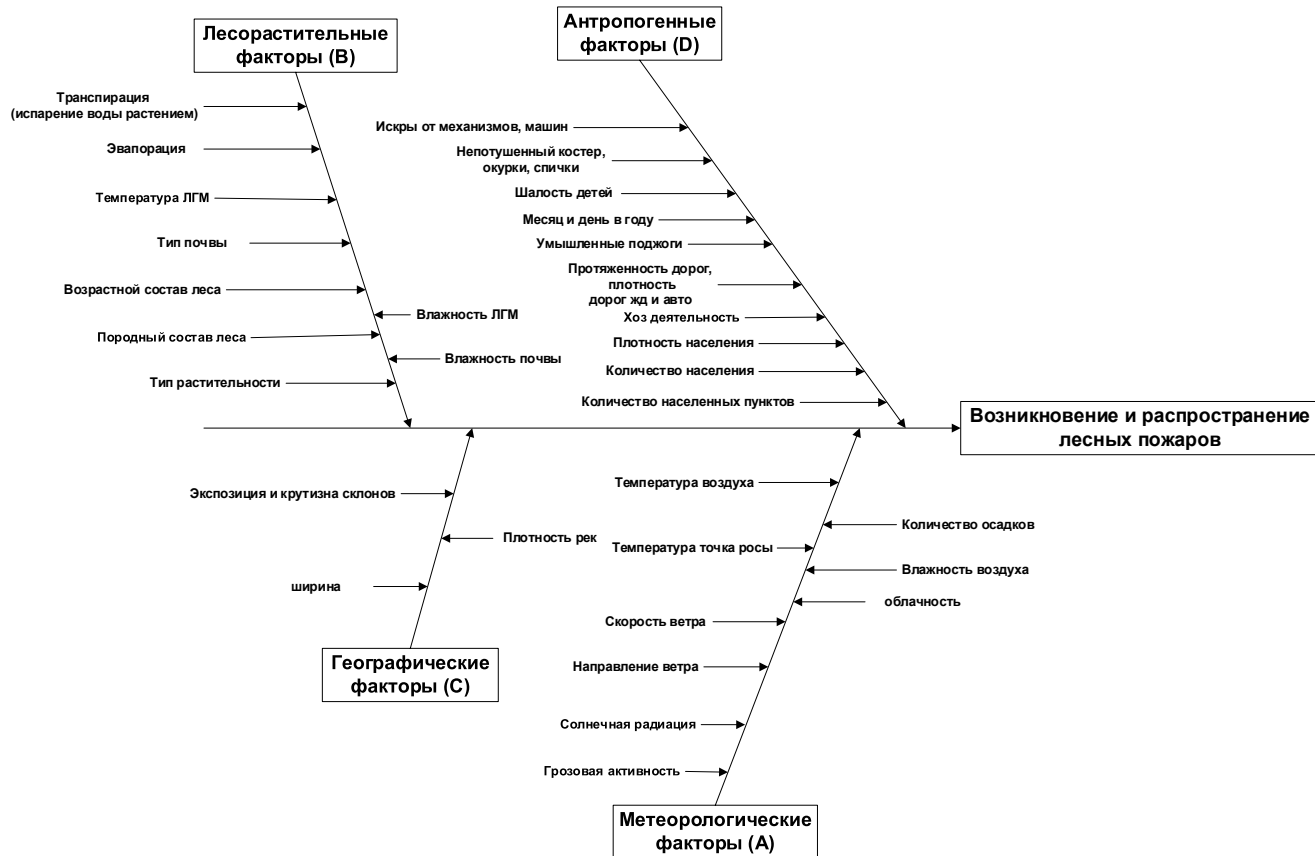 Лесорастительные
факторы (B)
Транспирация
(испарение воды растением)
Эвапорация
Температура ЛГМ
Тип почвы
Возрастной состав леса
Влажность ЛГМ
Породный состав леса
Влажность почвы
Тип растительности
Антропогенные
факторы (D)
Искры от механизмов, машин
Непотушенный костер,
окурки, спички
Шалость детей
Месяц и день в году
Умышленные поджоги
Протяженность дорог,
плотность
дорог жд и авто
Хоз деятельность
Плотность населения
Количество населения
Количество населенных пунктов
Возникновение и распространение
лесных пожаров
Экспозиция и крутизна склонов
Плотность рек
ширина
Географические
факторы (C)
Температура воздуха
Количество осадков
Температура точка росы
Влажность воздуха
облачность
Скорость ветра
Направление ветра
Солнечная радиация
Грозовая активность
Метеорологические
факторы (A)